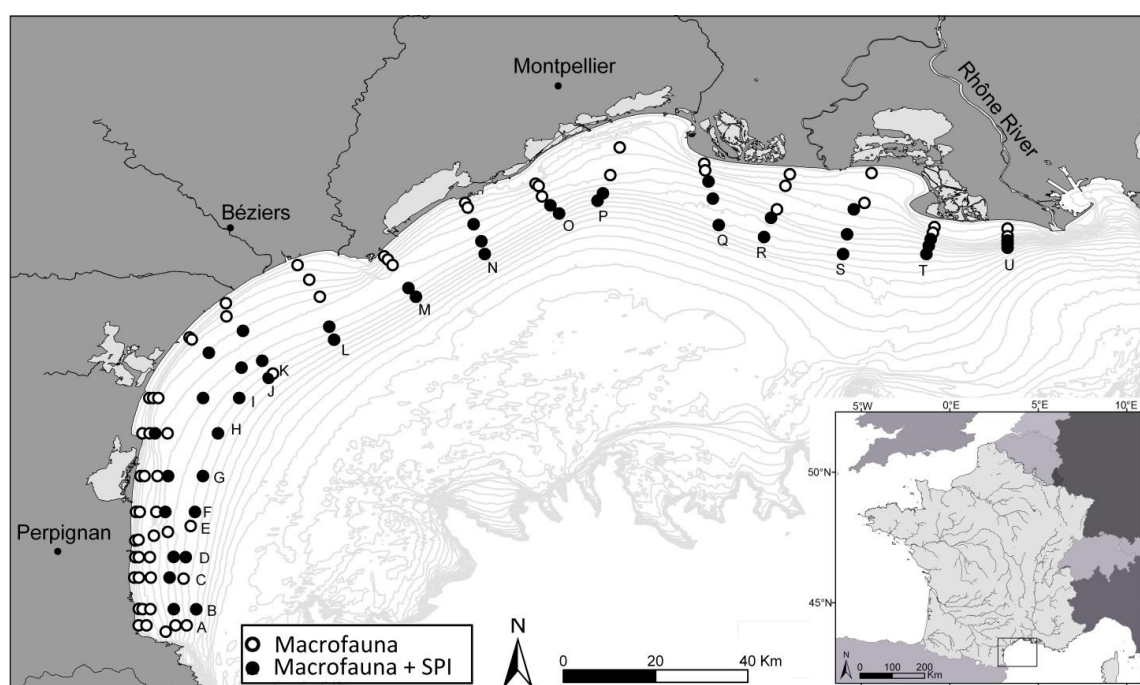 Montpellier
Rhône River
Béziers
Perpignan
P
O
N
Q
R
S
T
U
M
L
K
J
I
H
G
F
E
D
C
B
A
Macrofauna
Macrofauna + SPI
N
0 20 40 Km
5°W 0°E 5°E 10°E
50°N
45°N
N
0 100 200
Km